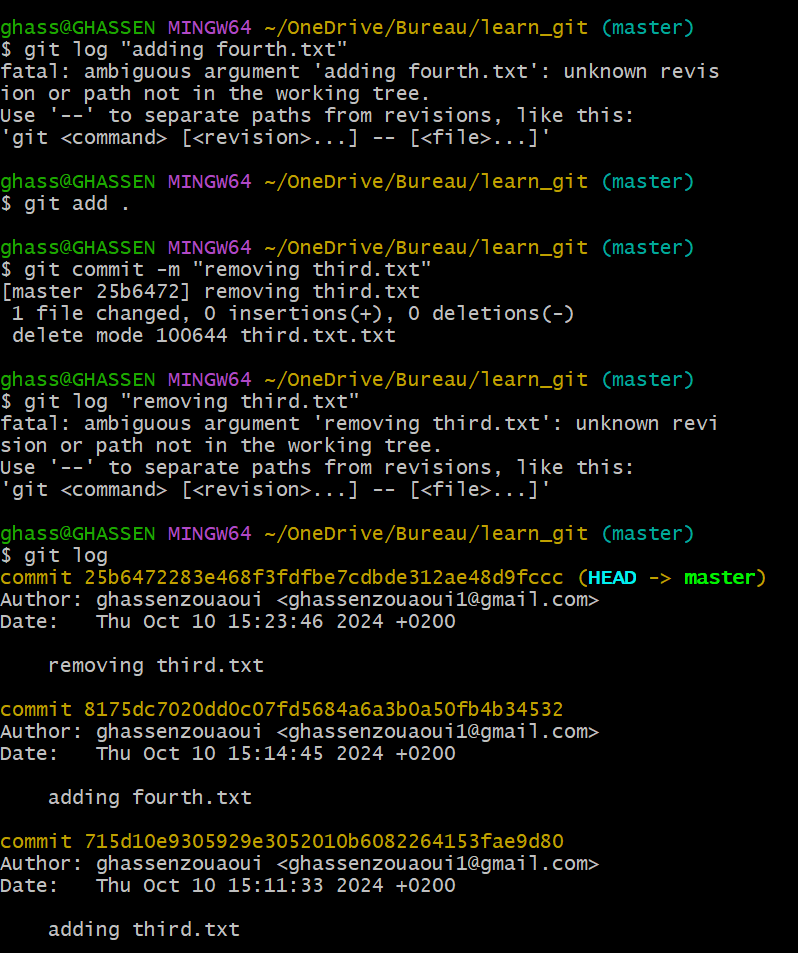 ghass@GHASSEN MINGW64 ~/OneDrive/Bureau/learn_git (master)
$ git log "adding fourth.txt"
fatal: ambiguous argument 'adding fourth.txt': unknown revis
ion or path not in the working tree.
Use '--' to separate paths from revisions, like this:
'git <command> [<revision>...] -- [<file>...]'
ghass@GHASSEN MINGW64 ~/OneDrive/Bureau/learn_git (master)
$ git add .
ghass@GHASSEN MINGW64 ~/OneDrive/Bureau/learn_git (master)
$ git commit -m "removing third.txt"
[master 25b6472] removing third.txt
 1 file changed, 0 insertions(+), 0 deletions(-)
 delete mode 100644 third.txt.txt
ghass@GHASSEN MINGW64 ~/OneDrive/Bureau/learn_git (master)
$ git log "removing third.txt"
fatal: ambiguous argument 'removing third.txt': unknown revi
sion or path not in the working tree.
Use '--' to separate paths from revisions, like this:
'git <command> [<revision>...] -- [<file>...]'
ghass@GHASSEN MINGW64 ~/OneDrive/Bureau/learn_git (master)
$ git log
commit 25b6472283e468f3fdfbe7cdbde312ae48d9fccc (HEAD -> master)
Author: ghassenzouaoui <ghassenzouaoui1@gmail.com>
Date:   Thu Oct 10 15:23:46 2024 +0200
    removing third.txt
commit 8175dc7020dd0c07fd5684a6a3b0a50fb4b34532
Author: ghassenzouaoui <ghassenzouaoui1@gmail.com>
Date:   Thu Oct 10 15:14:45 2024 +0200
    adding fourth.txt
commit 715d10e9305929e3052010b6082264153fae9d80
Author: ghassenzouaoui <ghassenzouaoui1@gmail.com>
Date:   Thu Oct 10 15:11:33 2024 +0200
    adding third.txt